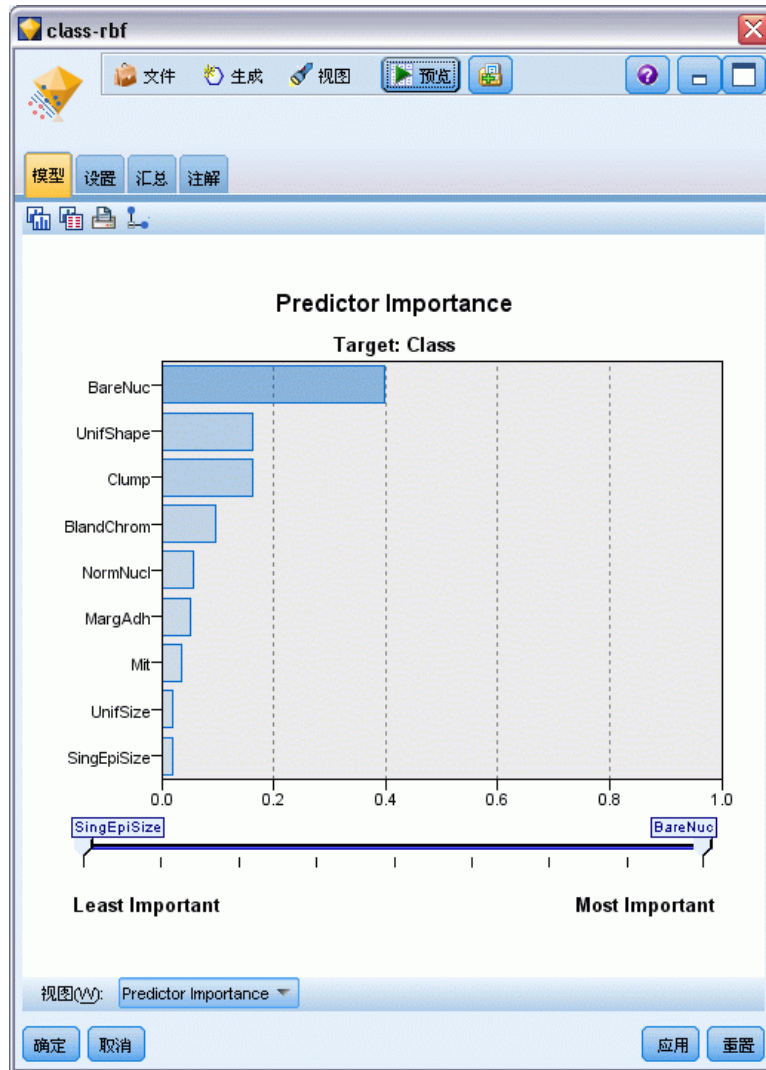 class-rbf
文件 生成 视图 预览
模型 设置 汇总 注解
Predictor Importance
Target: Class
BareNuc
UnifShape
Clump
BlandChrom
NormNucl
MargAdh
Mit
UnifSize
SingEpiSize
0.0 0.2 0.4 0.6 0.8 1.0
SingEpiSize BareNuc
Least Important Most Important
视图(W): Predictor Importance
确定 取消 应用 重置